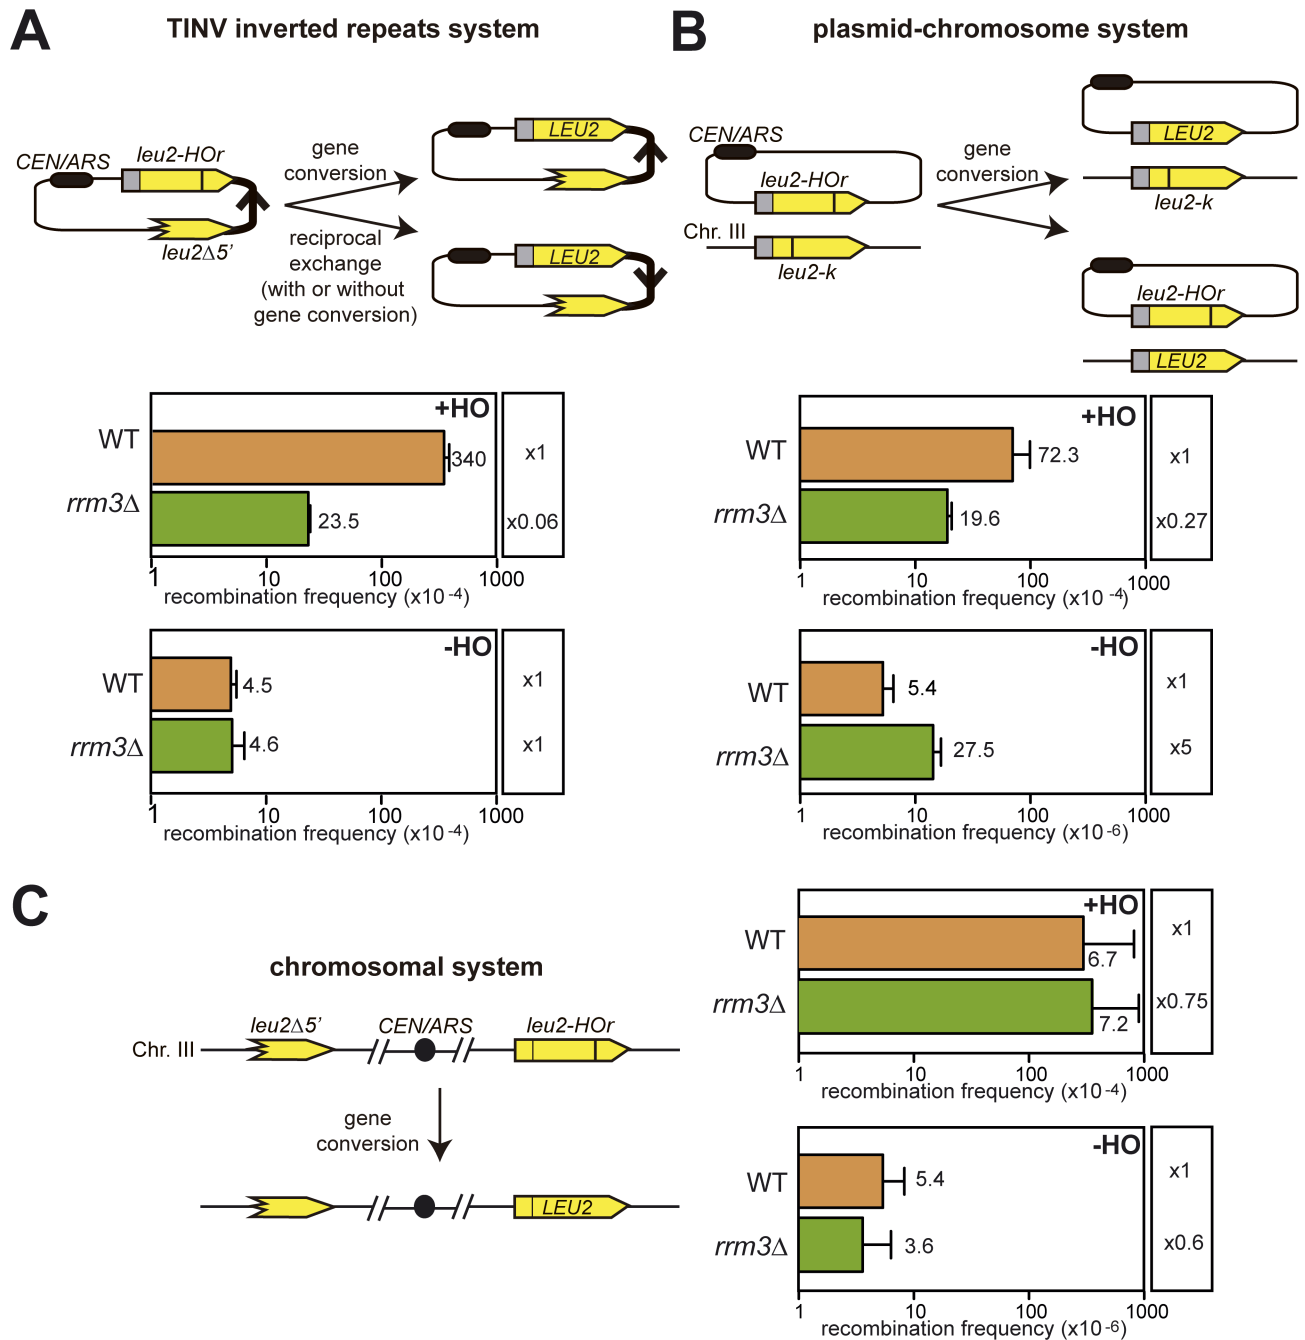 A
TINV inverted repeats system
CEN/ARS
leu2-HOr
leu2Δ5’
gene
conversion
reciprocal
exchange
(with or without
gene conversion)
LEU2
LEU2
+HO
WT
340
x1
rrm3Δ
23.5
x0.06
1
10
100
1000
recombination frequency (x10 -4)
-HO
WT
4.5
x1
rrm3Δ
4.6
x1
1
10
100
1000
recombination frequency (x10 -4)
B
plasmid-chromosome system
CEN/ARS
leu2-HOr
Chr. III
leu2-k
gene
conversion
LEU2
leu2-k
leu2-HOr
LEU2
+HO
WT
72.3
x1
rrm3Δ
19.6
x0.27
1
10
100
1000
recombination frequency (x10 -4)
-HO
WT
5.4
x1
rrm3Δ
27.5
x5
1
10
100
1000
recombination frequency (x10 -6)
C
chromosomal system
leu2Δ5’
CEN/ARS
leu2-HOr
Chr. III
gene
conversion
LEU2
+HO
WT
6.7
x1
rrm3Δ
7.2
x0.75
1
10
100
1000
recombination frequency (x10 -4)
-HO
WT
5.4
x1
rrm3Δ
3.6
x0.6
1
10
100
1000
recombination frequency (x10 -6)